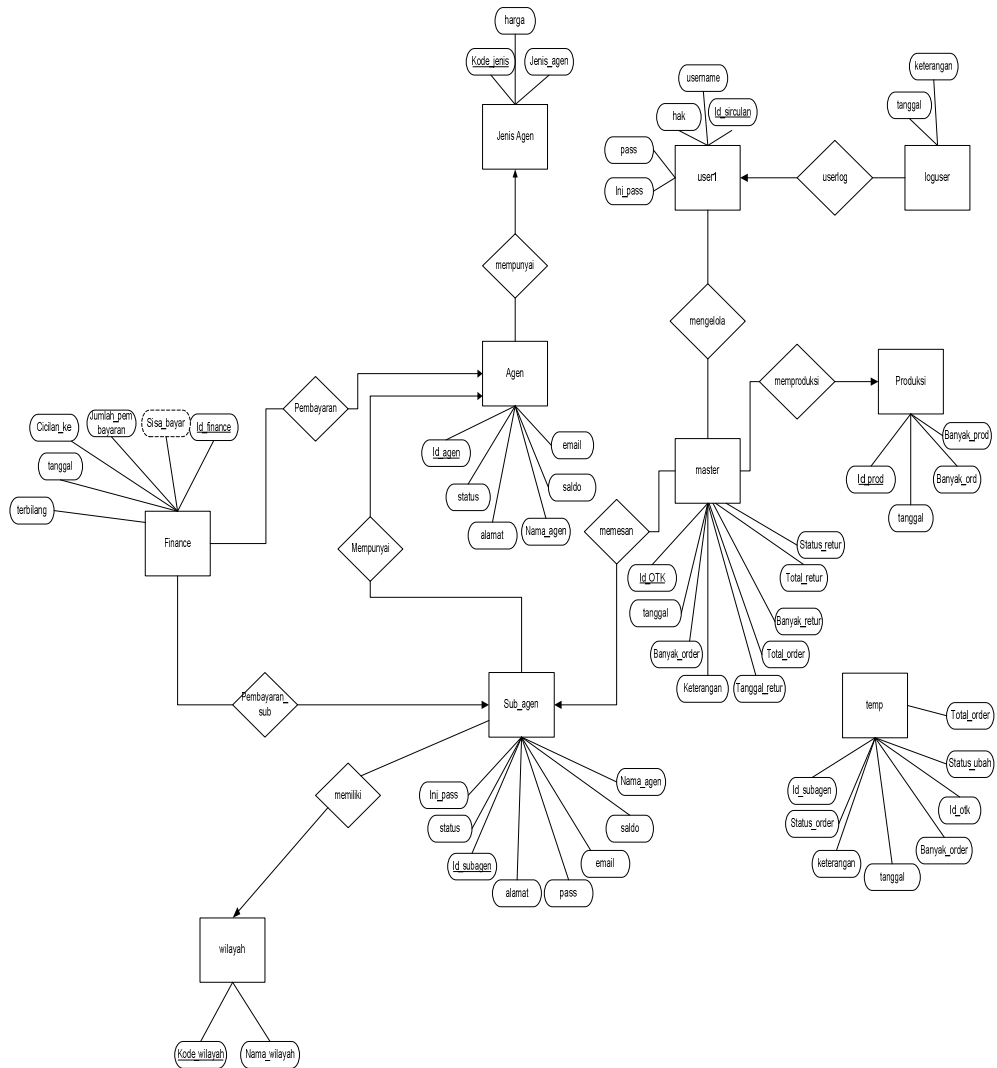 harga
Kode_jenis
Jenis_agen
Jenis Agen
username
keterangan
hak
Id_sirculan
tanggal
pass
Ini_pass
user1
userlog
loguser
mempunyai
mengelola
Agen
memproduksi
Produksi
Pembayaran
Cicilan_ke
Jumlah_pem
bayaran
Sisa_bayar
Id_finance
tanggal
terbilang
Finance
Id_agen
email
status
saldo
alamat
Nama_agen
Mempunyai
memesan
master
Banyak_prod
Id_prod
Banyak_ord
tanggal
Status_retur
Id_OTK
Total_retur
tanggal
Banyak_retur
Banyak_order
Total_order
Keterangan
Tanggal_retur
Pembayaran_
sub
Sub_agen
temp
Total_order
Status_ubah
Id_subagen
Id_otk
Status_order
Banyak_order
keterangan
tanggal
memiliki
Nama_agen
Ini_pass
status
saldo
Id_subagen
email
alamat
pass
wilayah
Kode_wilayah
Nama_wilayah